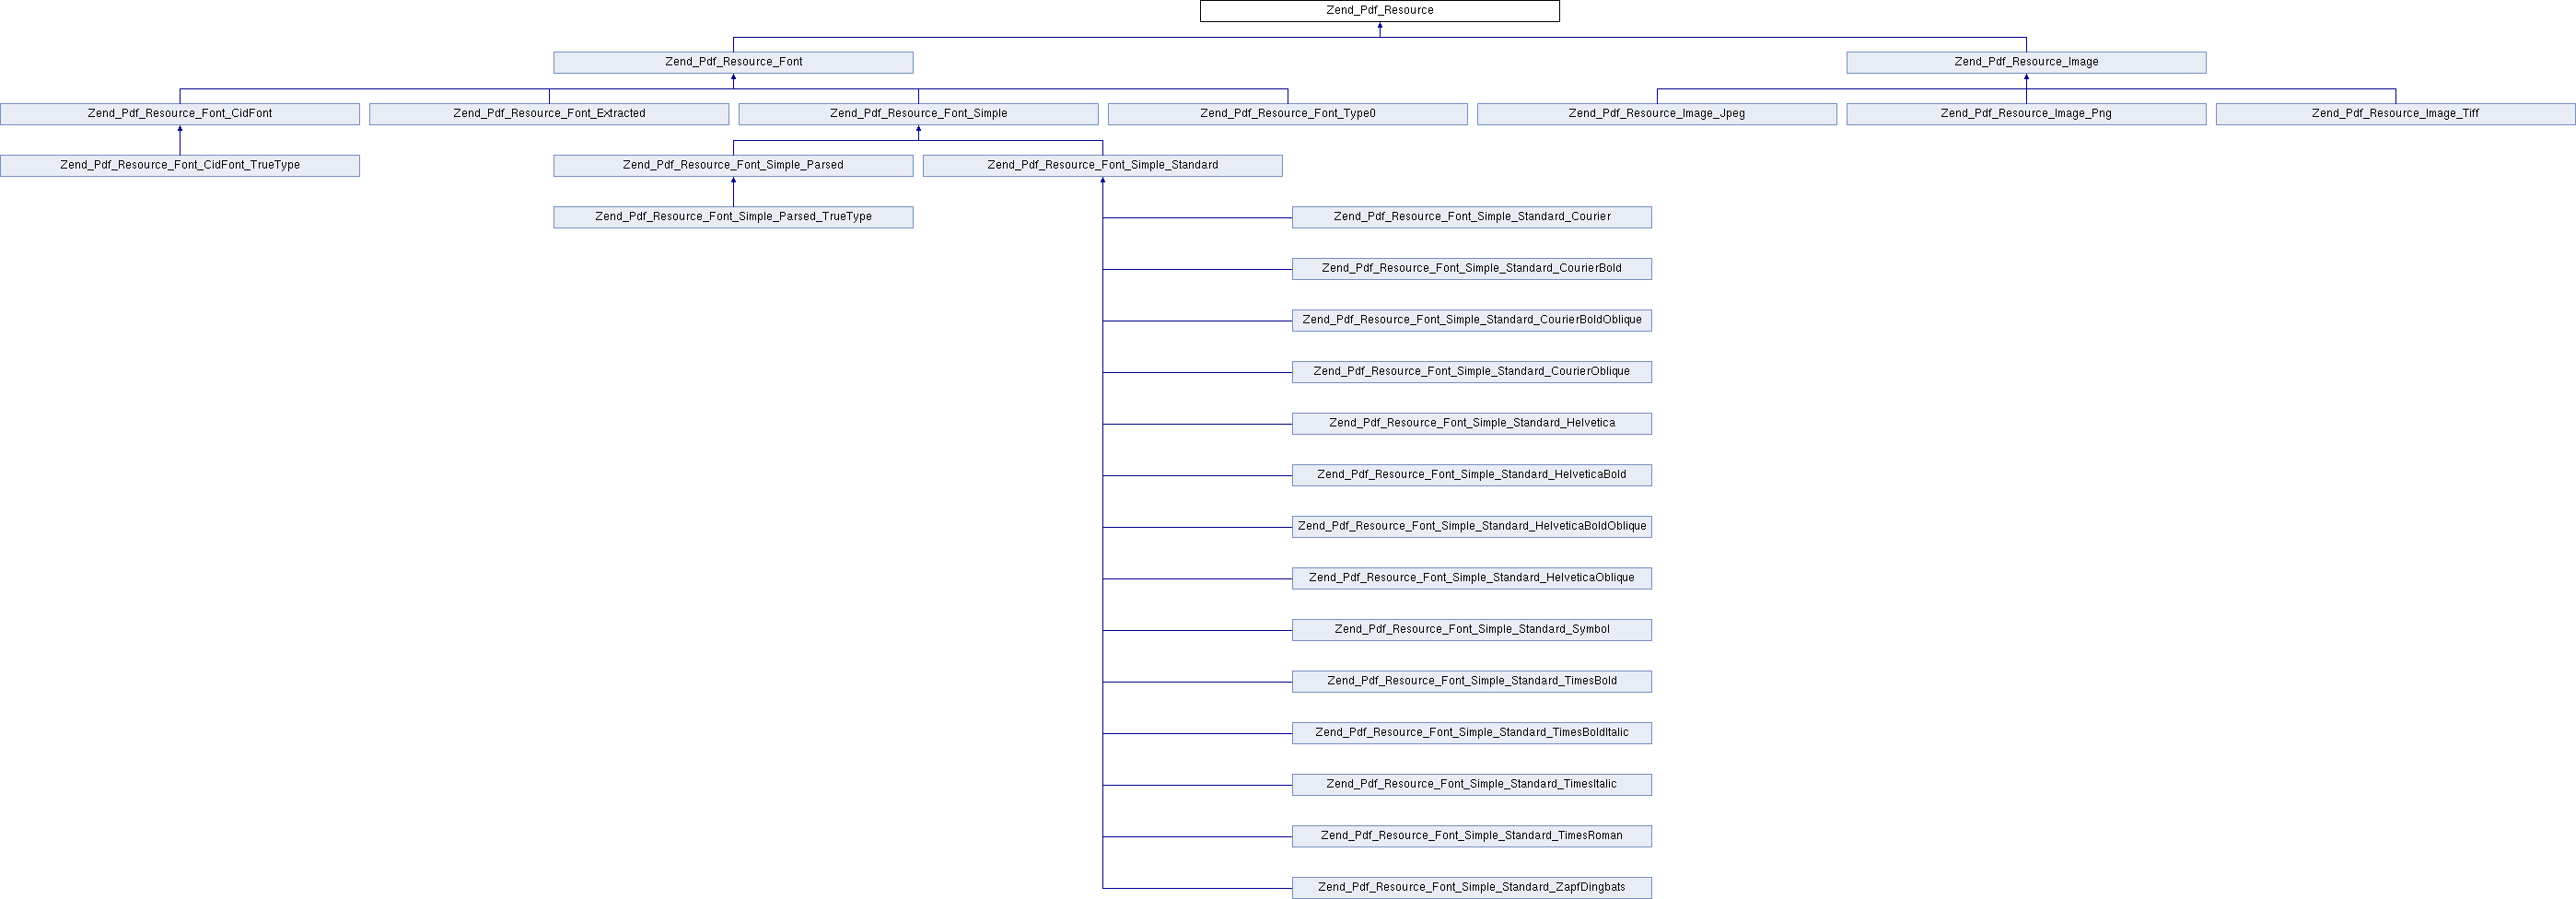 Zend_Pdf_Resource
Zend_Pdf_Resource_Font
Zend_Pdf_Resource_Image
Zend_Pdf_Resource_Font_CidFont
Zend_Pdf_Resource_Font_Extracted
Zend_Pdf_Resource_Font_Simple
Zend_Pdf_Resource_Font_Type0
Zend_Pdf_Resource_Image_Jpeg
Zend_Pdf_Resource_Image_Png
Zend_Pdf_Resource_Image_Tiff
Zend_Pdf_Resource_Font_CidFont_TrueType
Zend_Pdf_Resource_Font_Simple_Parsed
Zend_Pdf_Resource_Font_Simple_Standard
Zend_Pdf_Resource_Font_Simple_Parsed_TrueType
Zend_Pdf_Resource_Font_Simple_Standard_Courier
Zend_Pdf_Resource_Font_Simple_Standard_CourierBold
Zend_Pdf_Resource_Font_Simple_Standard_CourierBoldOblique
Zend_Pdf_Resource_Font_Simple_Standard_CourierOblique
Zend_Pdf_Resource_Font_Simple_Standard_Helvetica
Zend_Pdf_Resource_Font_Simple_Standard_HelveticaBold
Zend_Pdf_Resource_Font_Simple_Standard_HelveticaBoldOblique
Zend_Pdf_Resource_Font_Simple_Standard_HelveticaOblique
Zend_Pdf_Resource_Font_Simple_Standard_Symbol
Zend_Pdf_Resource_Font_Simple_Standard_TimesBold
Zend_Pdf_Resource_Font_Simple_Standard_TimesBoldItalic
Zend_Pdf_Resource_Font_Simple_Standard_TimesItalic
Zend_Pdf_Resource_Font_Simple_Standard_TimesRoman
Zend_Pdf_Resource_Font_Simple_Standard_ZapfDingbats